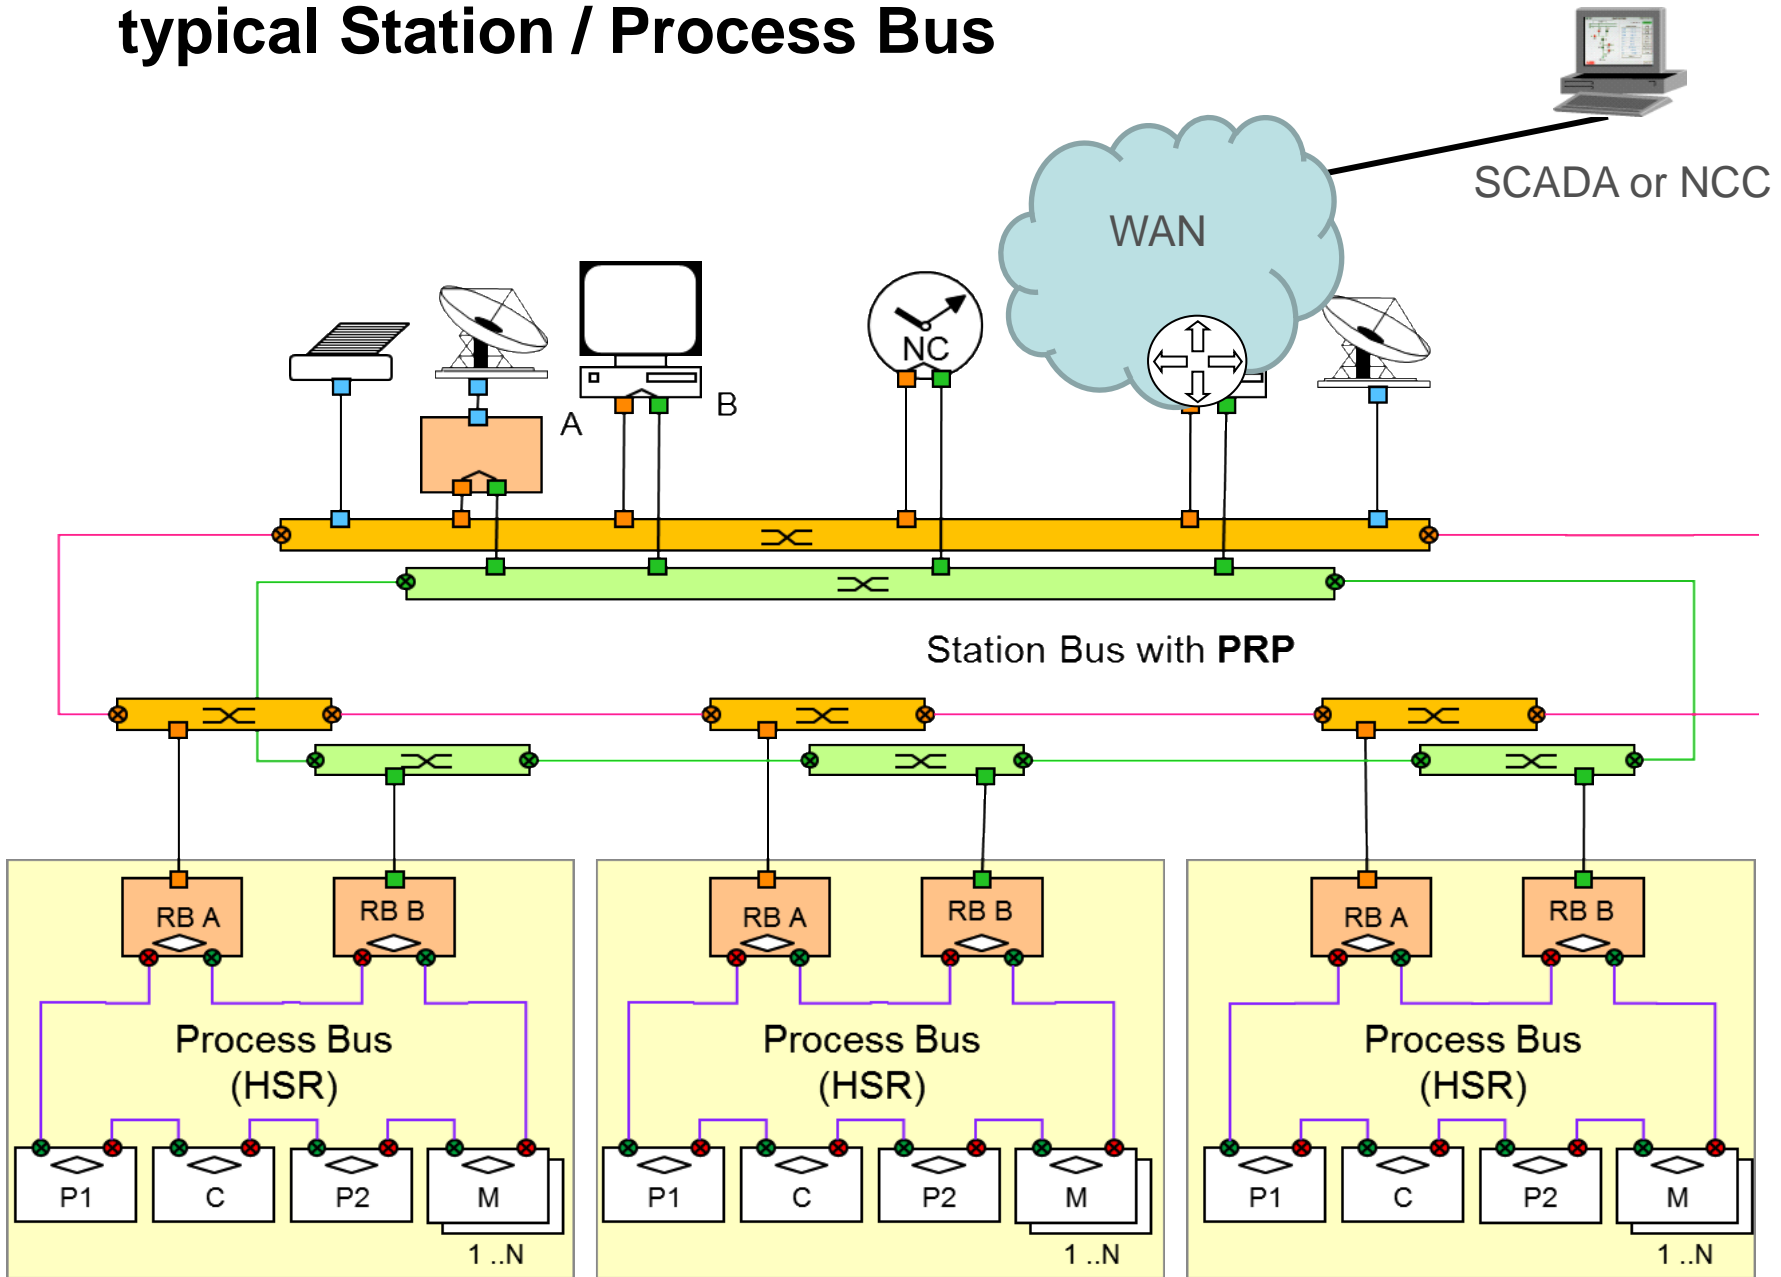 typical Station / Process Bus
SCADA or NCC
WAN
NC
B
A
Station Bus with PRP
RB A
RB B
RB A
RB B
RB A
RB B
Process Bus
(HSR)
Process Bus
(HSR)
Process Bus
(HSR)
P1
C
P2
M
P1
C
P2
M
P1
C
P2
M
1 ..N
1 ..N
1 ..N